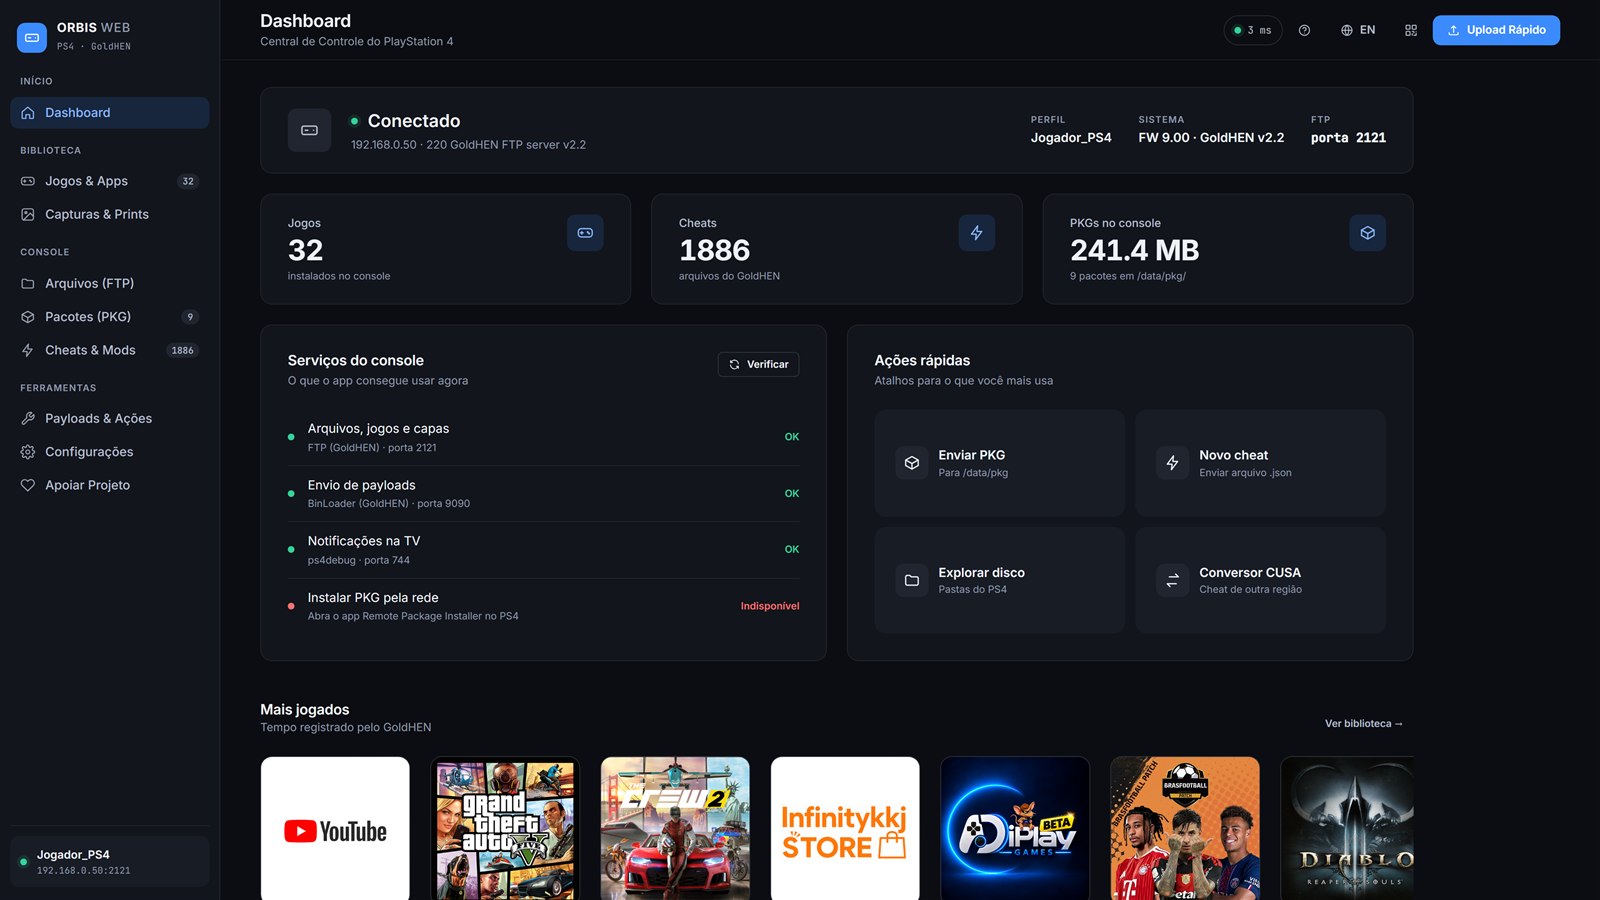 ORBIS WEB
PS4 · GoldHEN
INÍCIO
Dashboard
BIBLIOTECA
Jogos & Apps 32
Capturas & Prints
CONSOLE
Arquivos (FTP)
Pacotes (PKG) 9
Cheats & Mods 1886
FERRAMENTAS
Payloads & Ações
Configurações
Apoiar Projeto
Jogador_PS4
192.168.0.50:2121
Dashboard
Central de Controle do PlayStation 4
3 ms
EN
Upload Rápido
Conectado
192.168.0.50 · 220 GoldHEN FTP server v2.2
PERFIL
Jogador_PS4
SISTEMA
FW 9.00 · GoldHEN v2.2
FTP
porta 2121
Jogos
32
instalados no console
Cheats
1886
arquivos do GoldHEN
PKGs no console
241.4 MB
9 pacotes em /data/pkg/
Serviços do console
O que o app consegue usar agora
Verificar
Arquivos, jogos e capas
FTP (GoldHEN) · porta 2121
OK
Envio de payloads
BinLoader (GoldHEN) · porta 9090
OK
Notificações na TV
ps4debug · porta 744
OK
Instalar PKG pela rede
Abra o app Remote Package Installer no PS4
Indisponível
Ações rápidas
Atalhos para o que você mais usa
Enviar PKG
Para /data/pkg
Novo cheat
Enviar arquivo .json
Explorar disco
Pastas do PS4
Conversor CUSA
Cheat de outra região
Mais jogados
Tempo registrado pelo GoldHEN
Ver biblioteca →
YouTube
grand
theft
auto
V
THE
CREW 2
Infinitykkj
STORE
ADiPlay
BETA
GAMES
BRASFOOTBALL PATCH
BRASFOOTBALL
PATCH
DIABLO
REAPER OF SOULS